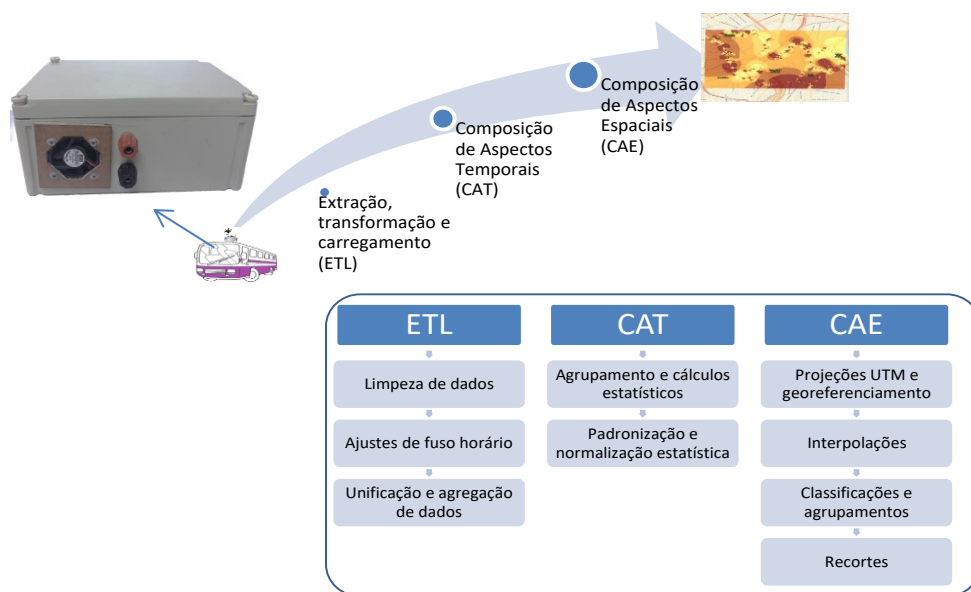 Composição
de Aspectos
Espaciais
(CAE)
Composição
de Aspectos
Temporais
(CAT)
Extração,
transformação e
carregamento
(ETL)
ETL
Limpeza de dados
Ajustes de fuso horário
Unificação e agregação
de dados
CAT
Agrupamento e cálculos
estatísticos
Padronização e
normalização estatística
CAE
Projeções UTM e
georeferenciamento
Interpolações
Classificações e
agrupamentos
Recortes